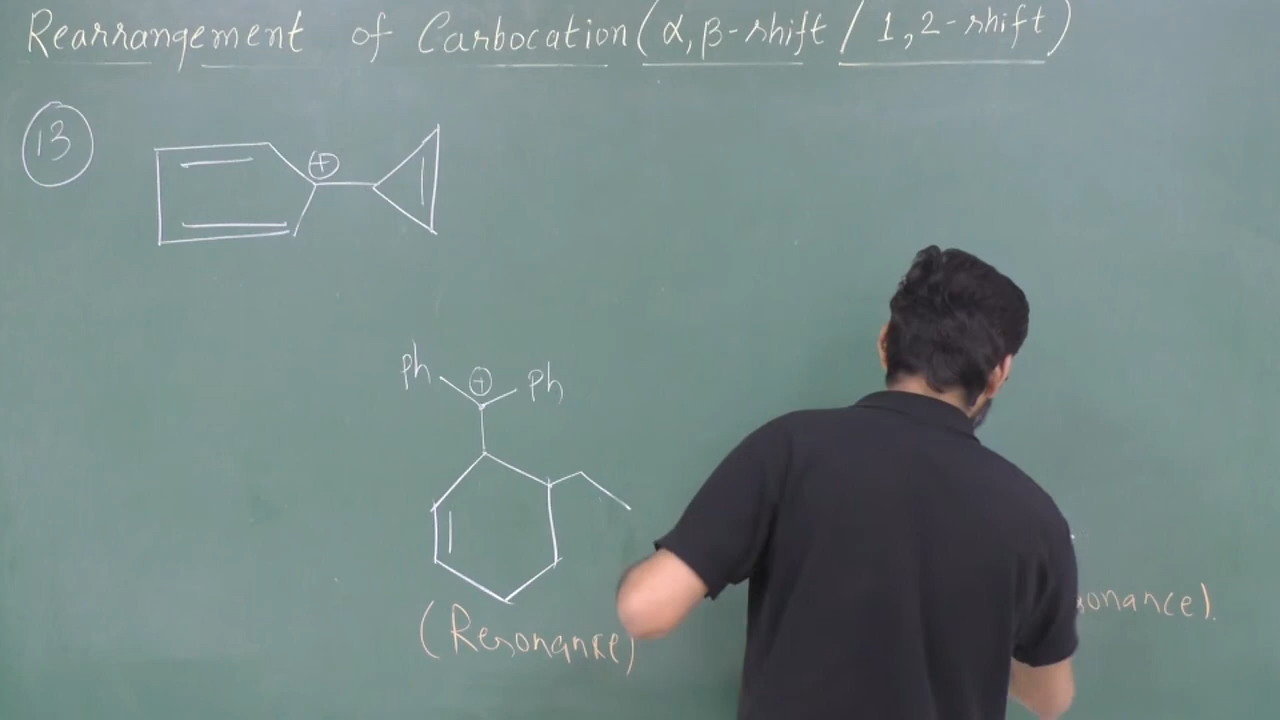 Rearrangement of Carbocation (α,β-shift / 1,2-shift)
13
⊕
Ph ⊕ Ph
(Resonance)
sonance).